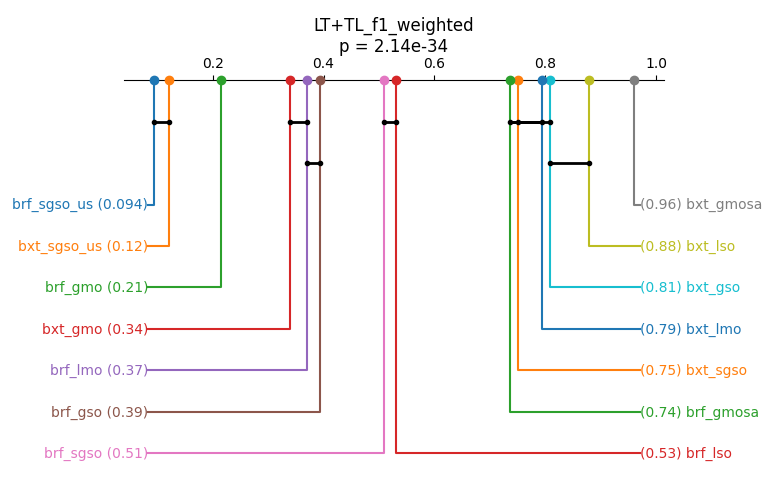 LT+TL_f1_weighted
p = 2.14e-34
0.2 0.4 0.6 0.8 1.0
brf_sgso_us (0.094) (0.96) bxt_gmosa
bxt_sgso_us (0.12) (0.88) bxt_lso
brf_gmo (0.21) (0.81) bxt_gso
bxt_gmo (0.34) (0.79) bxt_lmo
brf_lmo (0.37) (0.75) bxt_sgso
brf_gso (0.39) (0.74) brf_gmosa
brf_sgso (0.51) (0.53) brf_lso